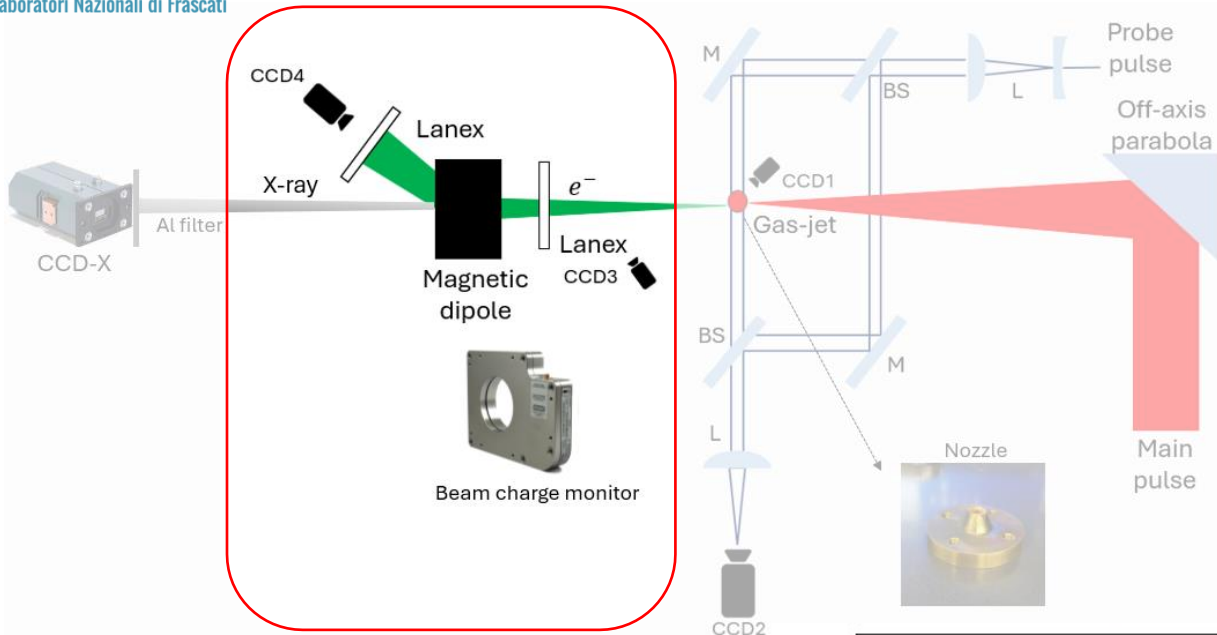 Laboratori Nazionali di Frascati
CCD4
Lanex
X-ray
Al filter
CCD-X
Magnetic
dipole
e⁻
Lanex
CCD3
Beam charge monitor
M
BS
L
Probe
pulse
Off-axis
parabola
CCD1
Gas-jet
BS
M
L
CCD2
Nozzle
Main
pulse